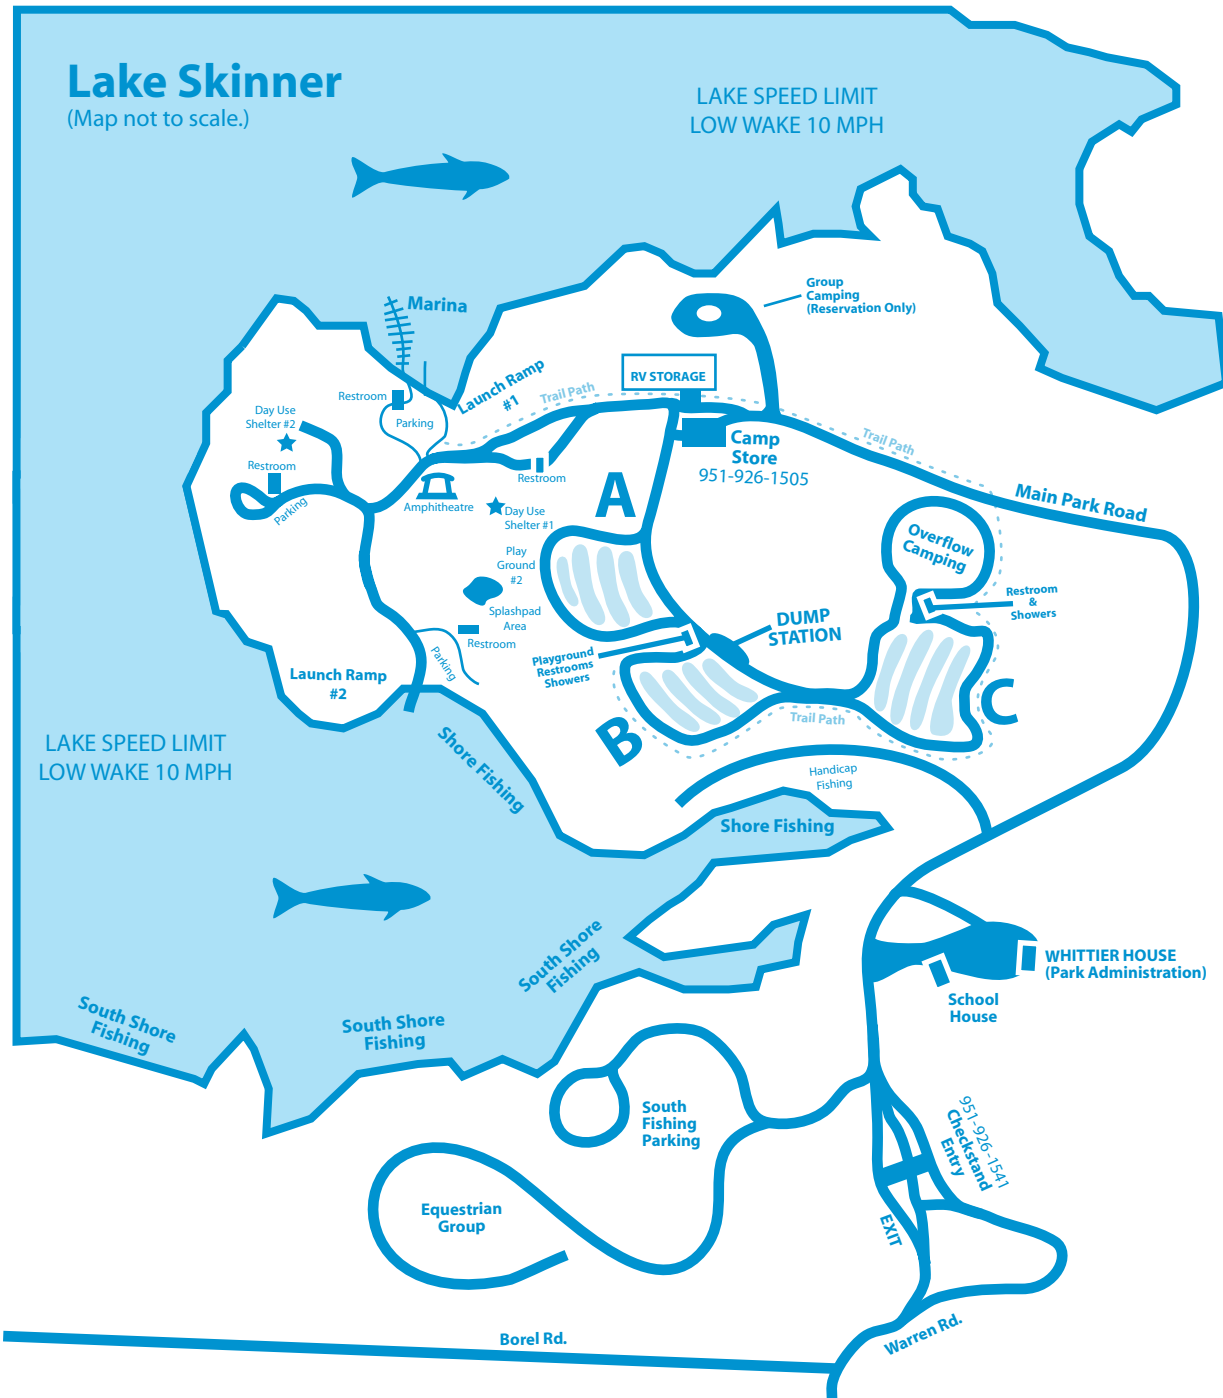 Lake Skinner
(Map not to scale.)
LAKE SPEED LIMIT
LOW WAKE 10 MPH
Group
Camping
(Reservation Only)
Marina
Launch Ramp
#1
Trail Path
RV STORAGE
Restroom
Parking
Day Use
Shelter #2
Restroom
Parking
Camp
Store
951-926-1505
Trail Path
Main Park Road
Restroom
A
Amphitheatre
Day Use
Shelter #1
Overflow
Camping
Play
Ground
#2
Restroom
&
Showers
Splashpad
Area
DUMP
STATION
Restroom
Parking
Playground
Restrooms
Showers
Launch Ramp
#2
C
Trail Path
B
LAKE SPEED LIMIT
LOW WAKE 10 MPH
Shore Fishing
Handicap
Fishing
Shore Fishing
South Shore
Fishing
WHITTIER HOUSE
(Park Administration)
School
House
South Shore
Fishing
South Shore
Fishing
South
Fishing
Parking
951-926-1541
Checkstand
Entry
Equestrian
Group
EXIT
Borel Rd.
Warren Rd.